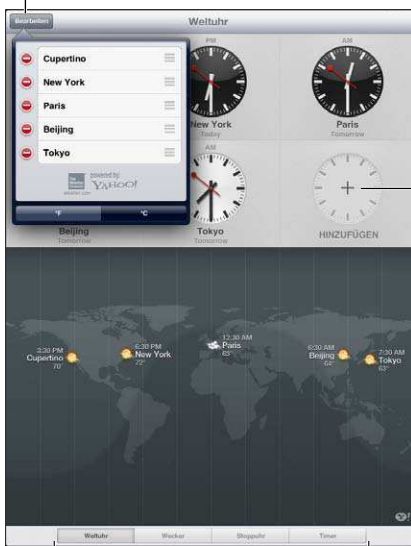 Bearbeiten
Weltuhr
Cupertino
New York
Paris
Beijing
Tokyo
powered by
YAHOO!
weather.com
°F
°C
PM
New York
Today
AM
Paris
Tomorrow
Beijing
Tomorrow
AM
Tokyo
Tomorrow
HINZUFÜGEN
3:30 PM
Cupertino
70°
6:30 PM
New York
72°
12:30 AM
Paris
63°
6:30 AM
Beijing
7:30 AM
Tokyo
63°
Y!
Weltuhr
Wecker
Stoppuhr
Timer